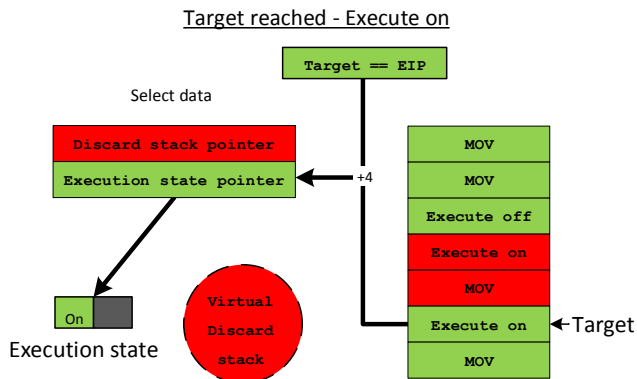 Target reached - Execute on
Target == EIP
Select data
Discard stack pointer
Execution state pointer
+4
MOV
MOV
Execute off
Execute on
MOV
Execute on
Target
MOV
On
Execution state
Virtual
Discard
stack